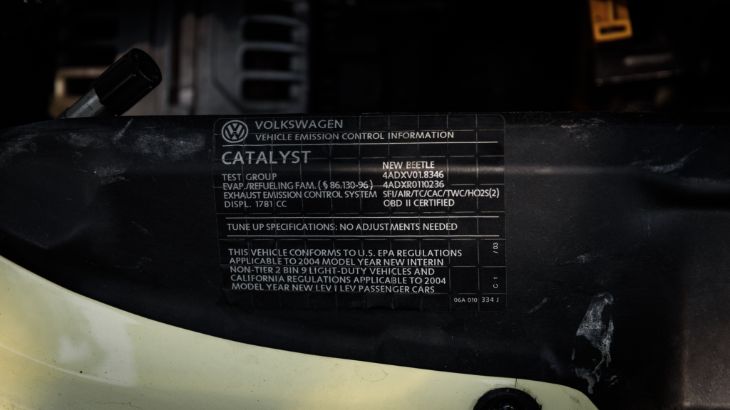 VOLKSWAGEN
VEHICLE EMISSION CONTROL INFORMATION
CATALYST
NEW BEETLE
TEST GROUP 4ADXV01.8346
EVAP./REFUELING FAM. (§ 86.130-96) 4ADXR0110236
EXHAUST EMISSION CONTROL SYSTEM SFI/AIR/TC/CAC/TWC/HO2S(2)
DISPL. 1781 CC OBD II CERTIFIED
TUNE UP SPECIFICATIONS: NO ADJUSTMENTS NEEDED
THIS VEHICLE CONFORMS TO U.S. EPA REGULATIONS
APPLICABLE TO 2004 MODEL YEAR NEW INTERIN
NON-TIER 2 BIN 9 LIGHT-DUTY VEHICLES AND
CALIFORNIA REGULATIONS APPLICABLE TO 2004
MODEL YEAR NEW LEV I LEV PASSENGER CARS
/ 03
C 1
06A 010 334 J